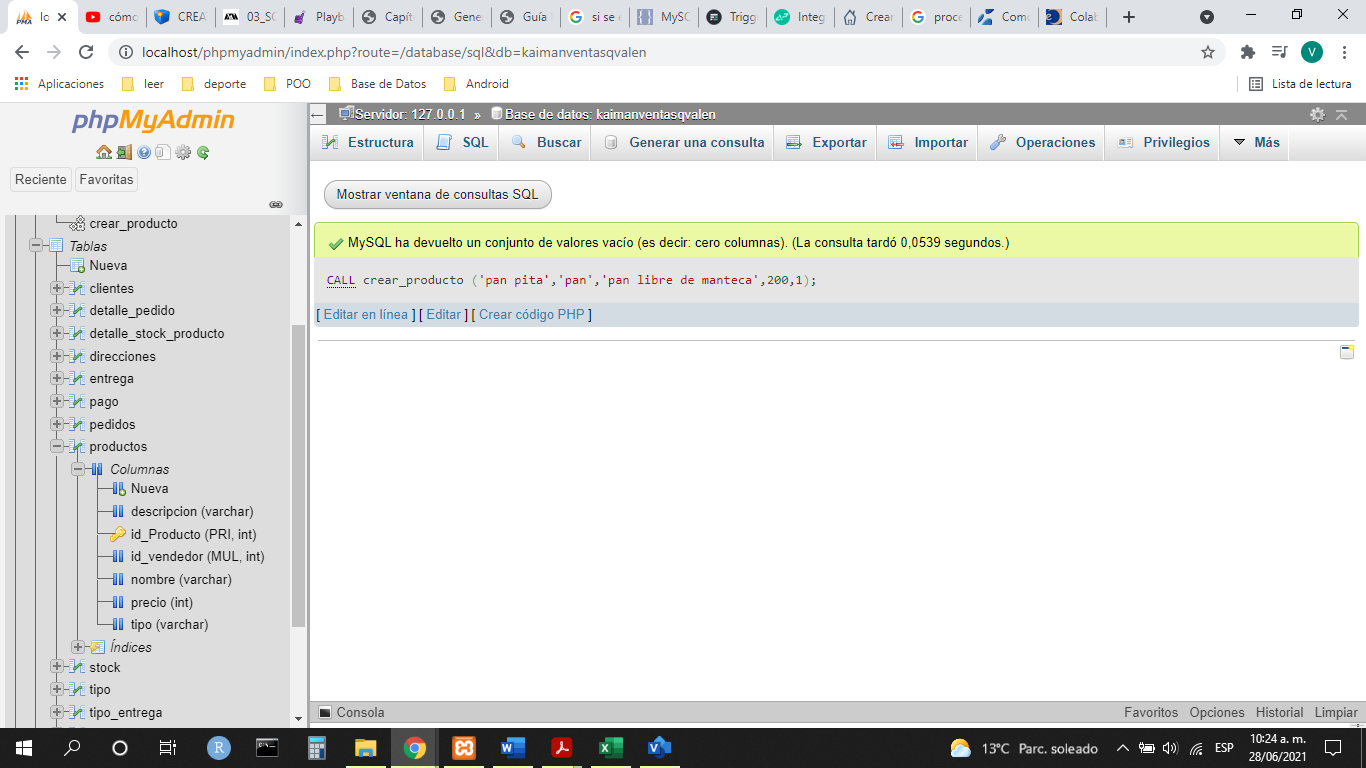 lo
cómo
CREA
03_SC
Playb
Capít
Gene
Guía
si se e
MySC
Trigg
Integ
Crear
proce
Como
Colab
localhost/phpmyadmin/index.php?route=/database/sql&db=kaimanventasqvalen
V
Aplicaciones
leer
deporte
POO
Base de Datos
Android
Lista de lectura
phpMyAdmin
Reciente
Favoritas
crear_producto
Tablas
Nueva
clientes
detalle_pedido
detalle_stock_producto
direcciones
entrega
pago
pedidos
productos
Columnas
Nueva
descripcion (varchar)
id_Producto (PRI, int)
id_vendedor (MUL, int)
nombre (varchar)
precio (int)
tipo (varchar)
Índices
stock
tipo
tipo_entrega
Servidor: 127.0.0.1 » Base de datos: kaimanventasqvalen
Estructura
SQL
Buscar
Generar una consulta
Exportar
Importar
Operaciones
Privilegios
Más
Mostrar ventana de consultas SQL
MySQL ha devuelto un conjunto de valores vacío (es decir: cero columnas). (La consulta tardó 0,0539 segundos.)
CALL crear_producto ('pan pita','pan','pan libre de manteca',200,1);
[ Editar en línea ] [ Editar ] [ Crear código PHP ]
Consola
Favoritos
Opciones
Historial
Limpiar
13°C Parc. soleado
ESP
10:24 a. m.
28/06/2021